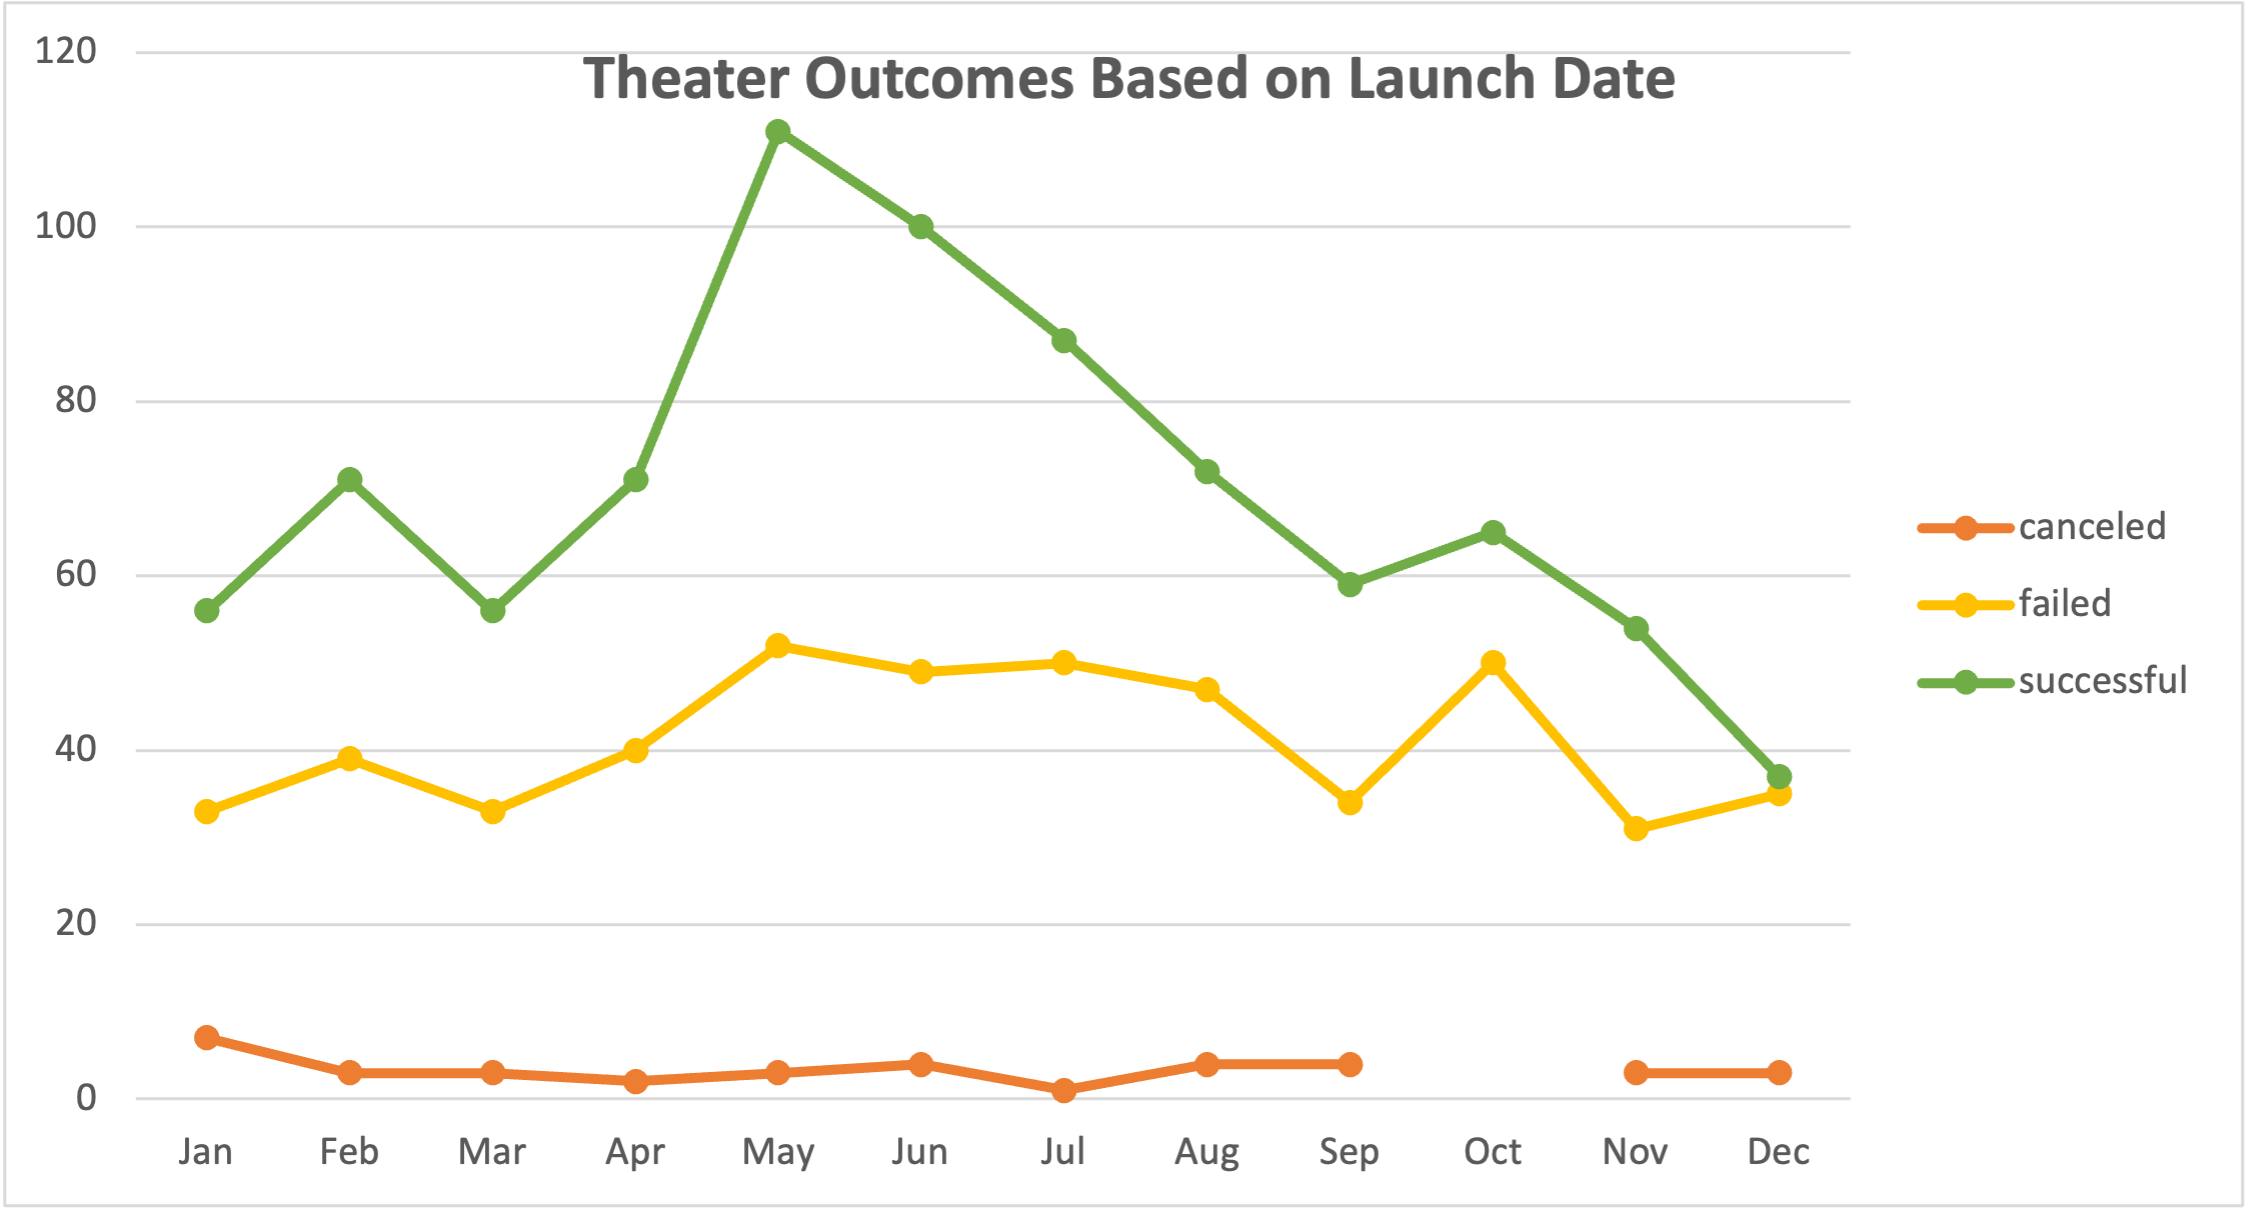 Theater Outcomes Based on Launch Date
120
100
80
60
40
20
0
Jan Feb Mar Apr May Jun Jul Aug Sep Oct Nov Dec
canceled
failed
successful